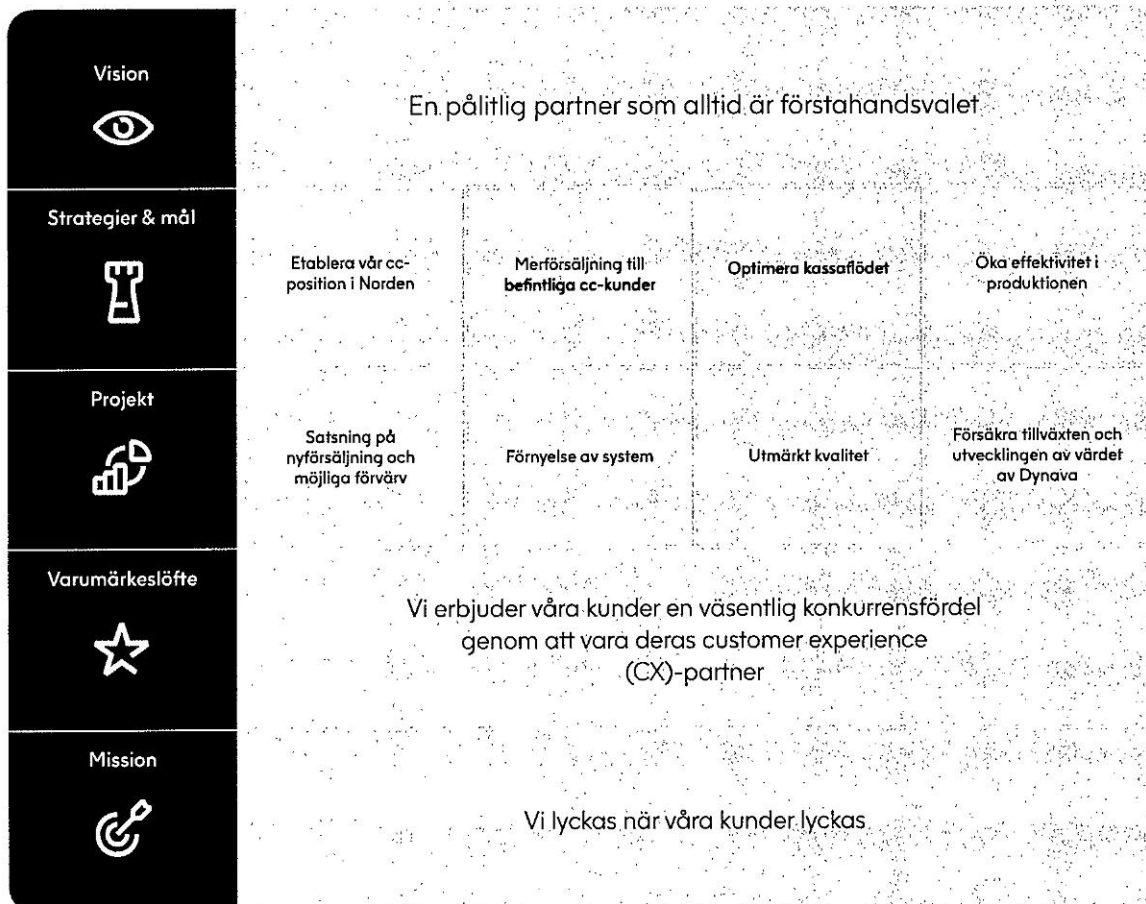 Vision
En pålitlig partner som alltid är förstahandsvalet
Strategier & mål
Etablera vår cc-
position i Norden
Merförsäljning till
befintliga cc-kunder
Optimera kassaflödet
Öka effektivitet i
produktionen
Projekt
Satsning på
nyförsäljning och
möjliga förvärv
Förnyelse av system
Utmärkt kvalitet
Försäkra tillväxten och
utvecklingen av värdet
av Dynava
Varumärkeslöfte
Vi erbjuder våra kunder en väsentlig konkurrensfördel
genom att vara deras customer experience
(CX)-partner
Mission
Vi lyckas när våra kunder lyckas